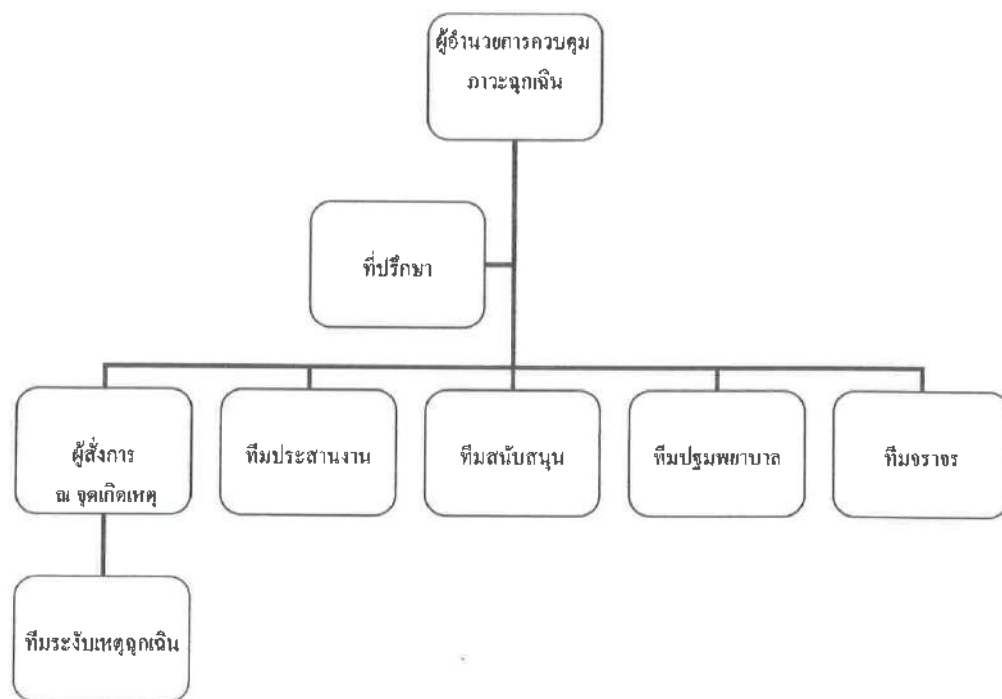 ผู้อำนวยการควบคุม
ภาวะฉุกเฉิน
ที่ปรึกษา
ผู้สั่งการ
ณ จุดเกิดเหตุ
ทีมประสานงาน
ทีมสนับสนุน
ทีมปฐมพยาบาล
ทีมจราจร
ทีมระงับเหตุฉุกเฉิน